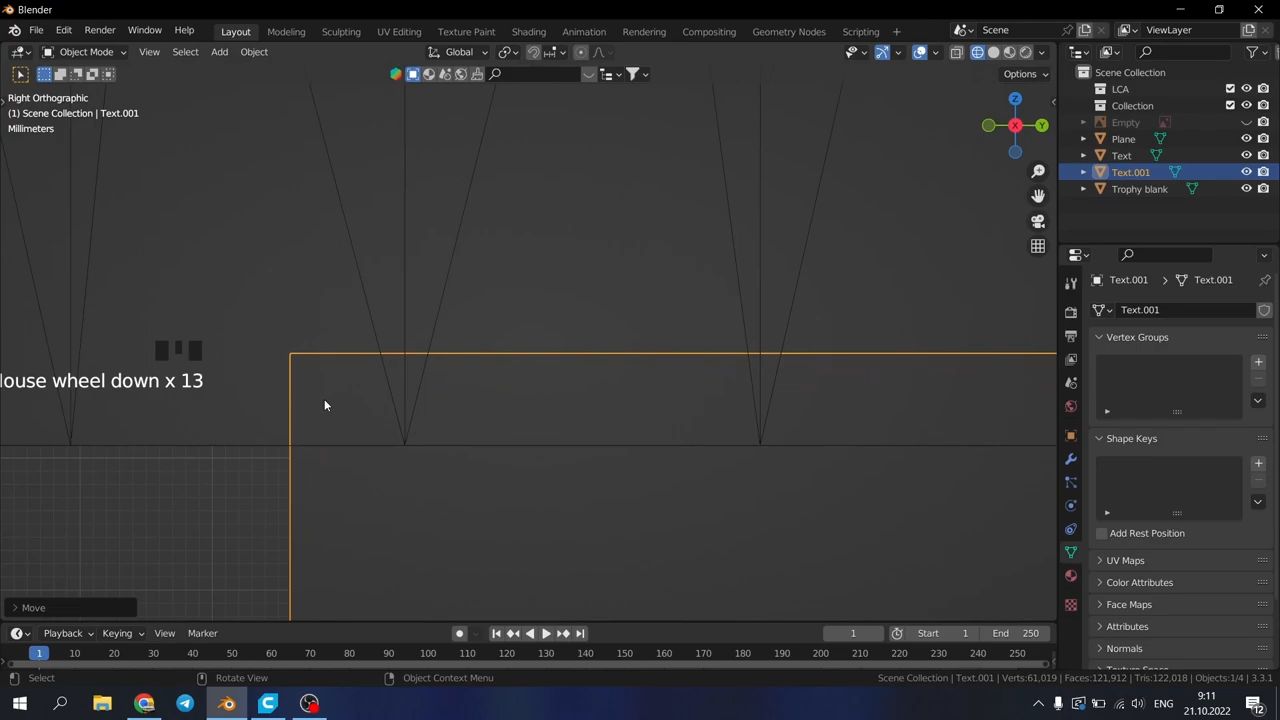 Blender
File Edit Render Window Help
Layout Modeling Sculpting UV Editing Texture Paint Shading Animation Rendering Compositing Geometry Nodes Scripting +
Scene
ViewLayer
Object Mode View Select Add Object
Global
Options
Right Orthographic
(1) Scene Collection | Text.001
Millimeters
Z
X
Y
Scene Collection
LCA
Collection
Empty
Plane
Text
Text.001
Trophy blank
Text.001 > Text.001
Text.001
Vertex Groups
Shape Keys
Add Rest Position
UV Maps
Color Attributes
Face Maps
Attributes
Normals
Texture Space
louse wheel down x 13
> Move
Playback Keying View Marker
1
Start 1
End 250
1 10 20 30 40 50 60 70 80 90 100 110 120 130 140 150 160 170 180 190 200 210 220 230 240 250
Select
Rotate View
Object Context Menu
Scene Collection | Text.001 Verts:61,019 | Faces:121,912 | Tris:122,018 | Objects:1/4 | 3.3.1
ENG
9:11
21.10.2022
12